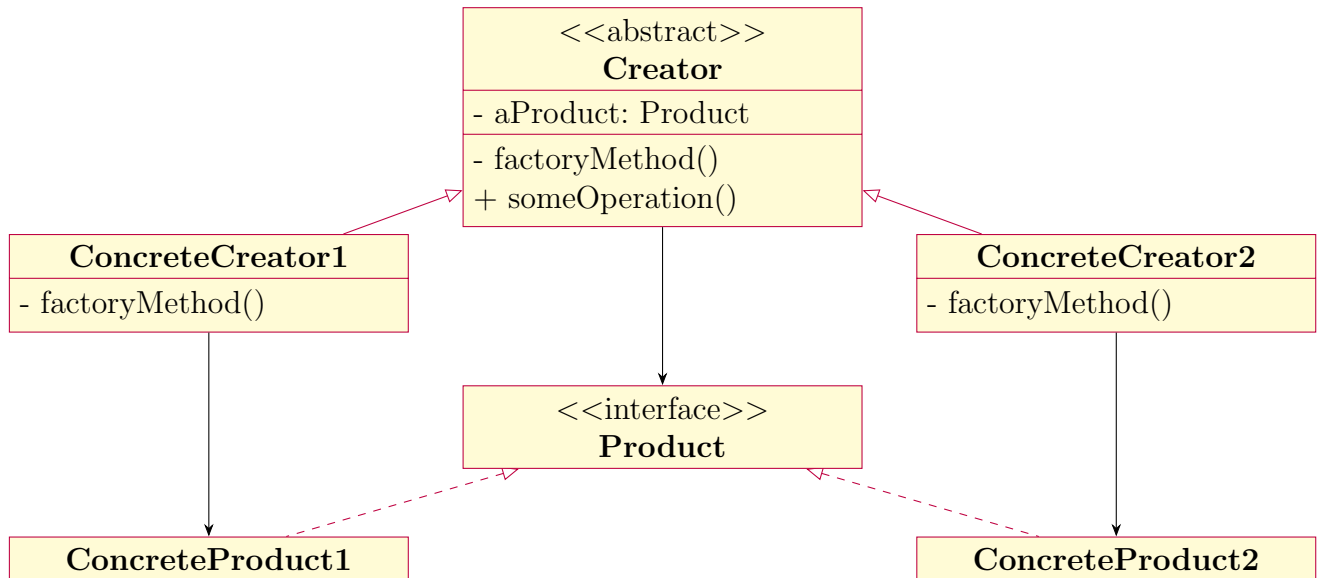 <<abstract>>
Creator
- aProduct: Product
- factoryMethod()
+ someOperation()
ConcreteCreator1
- factoryMethod()
ConcreteCreator2
- factoryMethod()
<<interface>>
Product
ConcreteProduct1
ConcreteProduct2